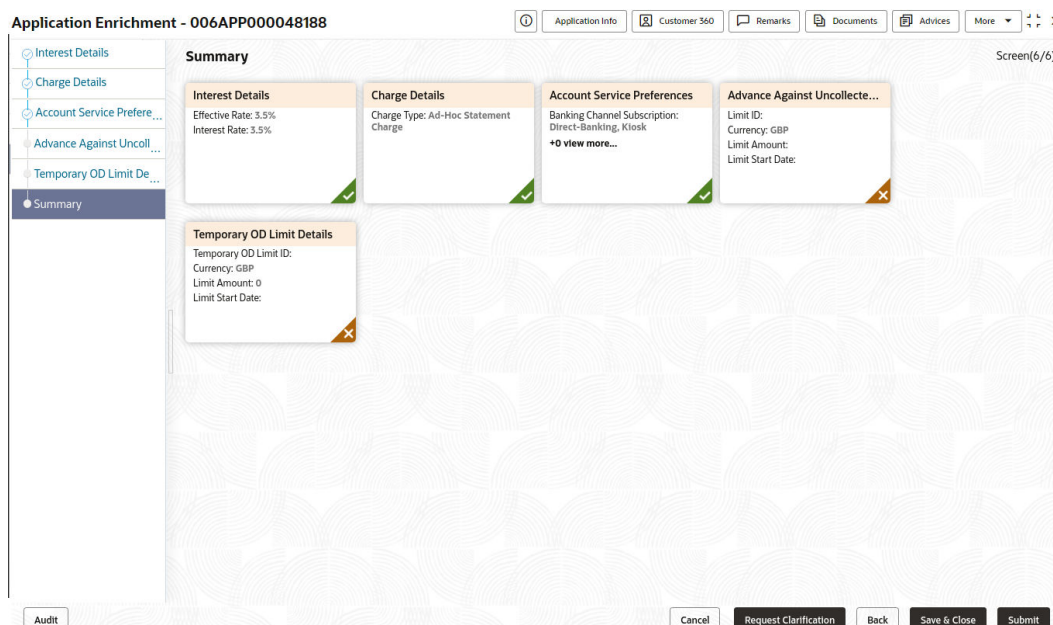 Application Enrichment - 006APP000048188
Application Info
Customer 360
Remarks
Documents
Advices
More
Interest Details
Charge Details
Account Service Prefere...
Advance Against Uncoll...
Temporary OD Limit De...
Summary
Summary
Screen(6/6)
Interest Details
Effective Rate: 3.5%
Interest Rate: 3.5%
Charge Details
Charge Type: Ad-Hoc Statement
Charge
Account Service Preferences
Banking Channel Subscription:
Direct-Banking, Kiosk
+0 view more...
Advance Against Uncollecte...
Limit ID:
Currency: GBP
Limit Amount:
Limit Start Date:
Temporary OD Limit Details
Temporary OD Limit ID:
Currency: GBP
Limit Amount: 0
Limit Start Date:
Audit
Cancel
Request Clarification
Back
Save & Close
Submit